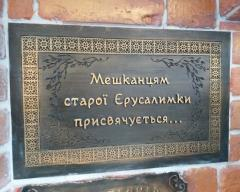 Мешканцям
старої Єрусалимки
присвячується...